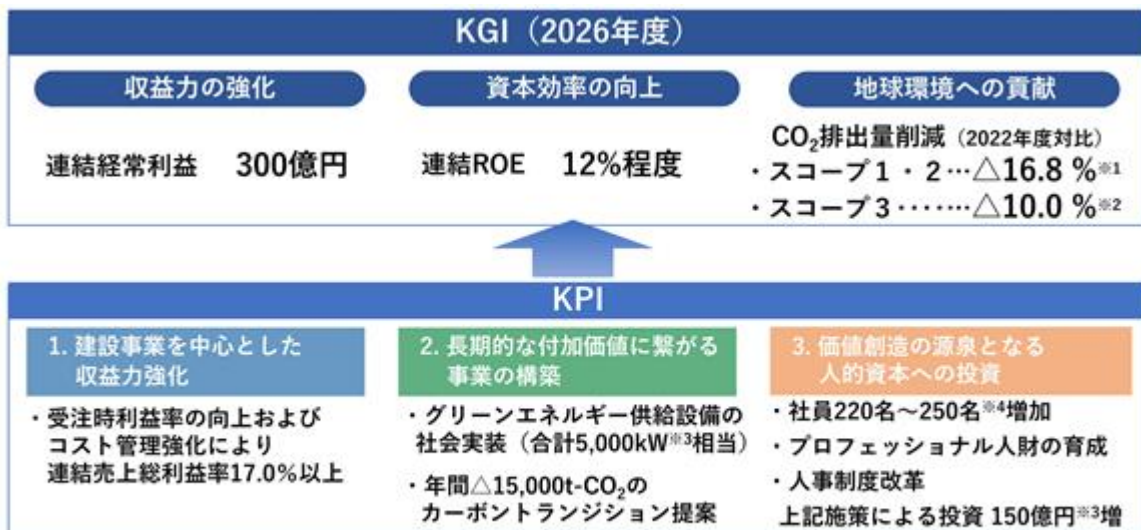 KGI（2026年度）
収益力の強化
連結経常利益 300億円
資本効率の向上
連結ROE 12%程度
地球環境への貢献
CO₂排出量削減（2022年度対比）
・スコープ1・2…△16.8 %※1
・スコープ3‥‥…△10.0 %※2
KPI
1. 建設事業を中心とした
収益力強化
・受注時利益率の向上および
コスト管理強化により
連結売上総利益率17.0%以上
2. 長期的な付加価値に繋がる
事業の構築
・グリーンエネルギー供給設備の
社会実装（合計5,000kW※3相当）
・年間△15,000t-CO₂の
カーボントランジション提案
3. 価値創造の源泉となる
人的資本への投資
・社員220名～250名※4増加
・プロフェッショナル人財の育成
・人事制度改革
上記施策による投資 150億円※3増